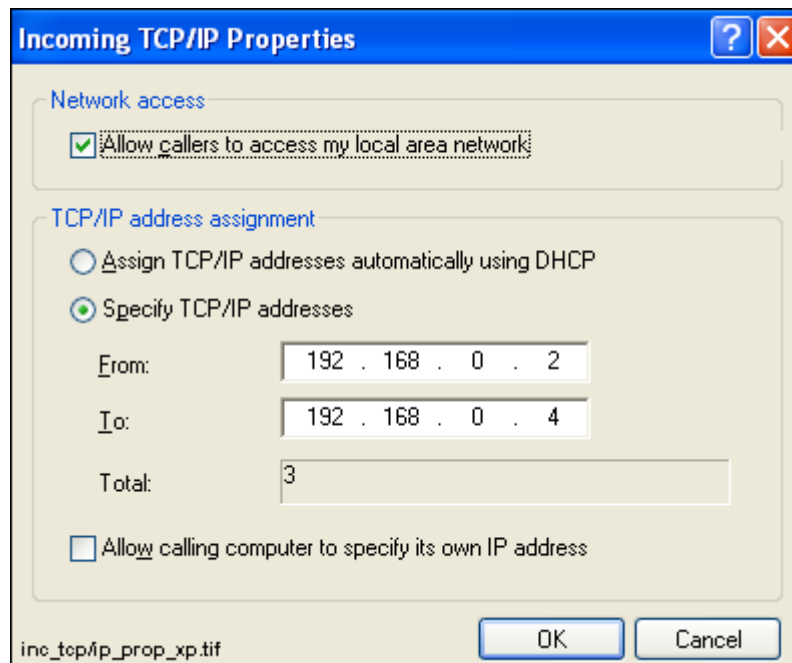 Incoming TCP/IP Properties
Network access
Allow callers to access my local area network
TCP/IP address assignment
Assign TCP/IP addresses automatically using DHCP
Specify TCP/IP addresses
From: 192 . 168 . 0 . 2
To: 192 . 168 . 0 . 4
Total: 3
Allow calling computer to specify its own IP address
OK Cancel
inc_tcp/ip_prop_xp.tif